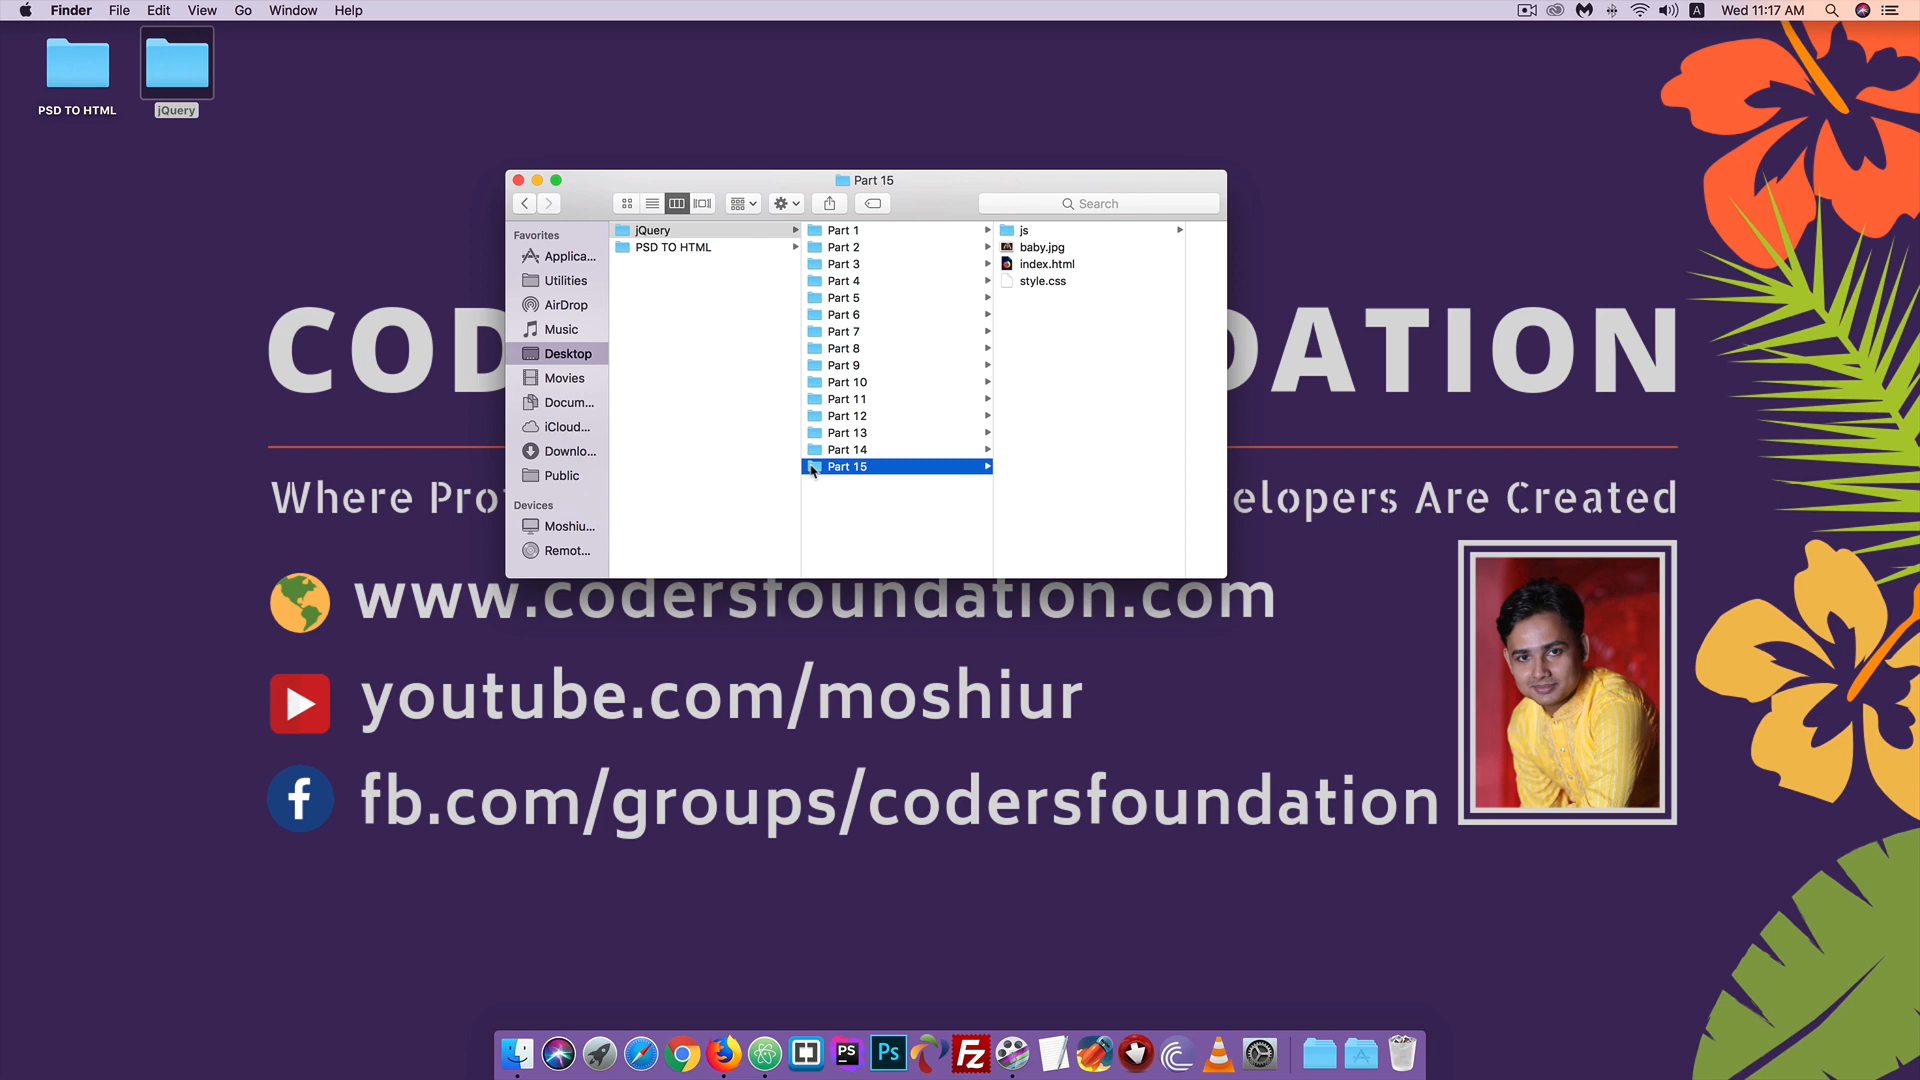 Finder File Edit View Go Window Help
A Wed 11:17 AM
PSD TO HTML
jQuery
Part 15
Search
Favorites
Applica...
Utilities
AirDrop
Music
Desktop
Movies
Docum...
iCloud...
Downlo...
Public
Devices
Moshiu...
Remot...
jQuery
PSD TO HTML
Part 1
Part 2
Part 3
Part 4
Part 5
Part 6
Part 7
Part 8
Part 9
Part 10
Part 11
Part 12
Part 13
Part 14
Part 15
js
baby.jpg
index.html
style.css
COD DATION
Where Pro elopers Are Created
www.codersfoundation.com
youtube.com/moshiur
fb.com/groups/codersfoundation
PS Ps Fz